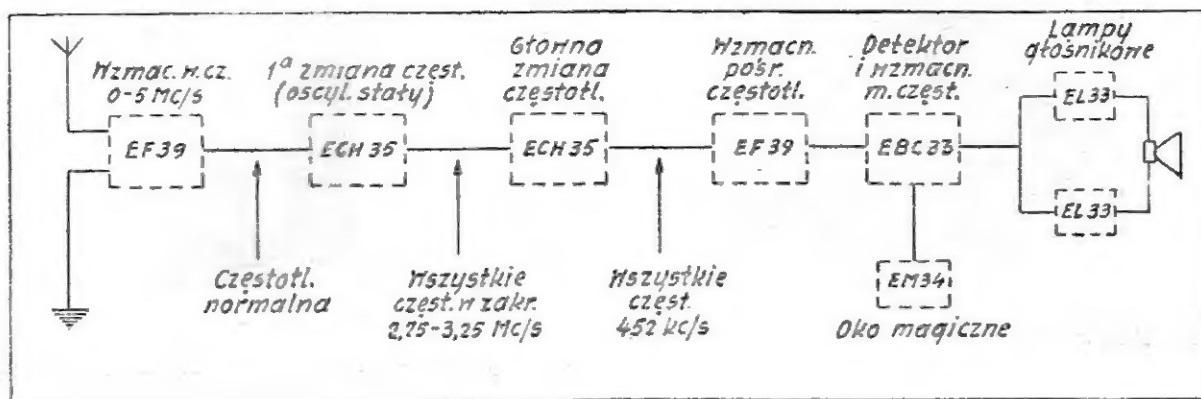 Wzmac. w.cz.
0-5 Mc/s
EF39
1ª zmiana częst.
(oscyl. stały)
ECH35
Główna
zmiana
częstotl.
ECH35
Wzmacn.
pośr.
częstotl.
EF39
Detektor
i wzmacn.
m.częst.
EBC33
Lampy
głośnikowe
EL33
EL33
EM34
Oko magiczne
Częstotl.
normalna
Wszystkie
częst. w zakr.
2,75-3,25 Mc/s
Wszystkie
częst.
452 kc/s